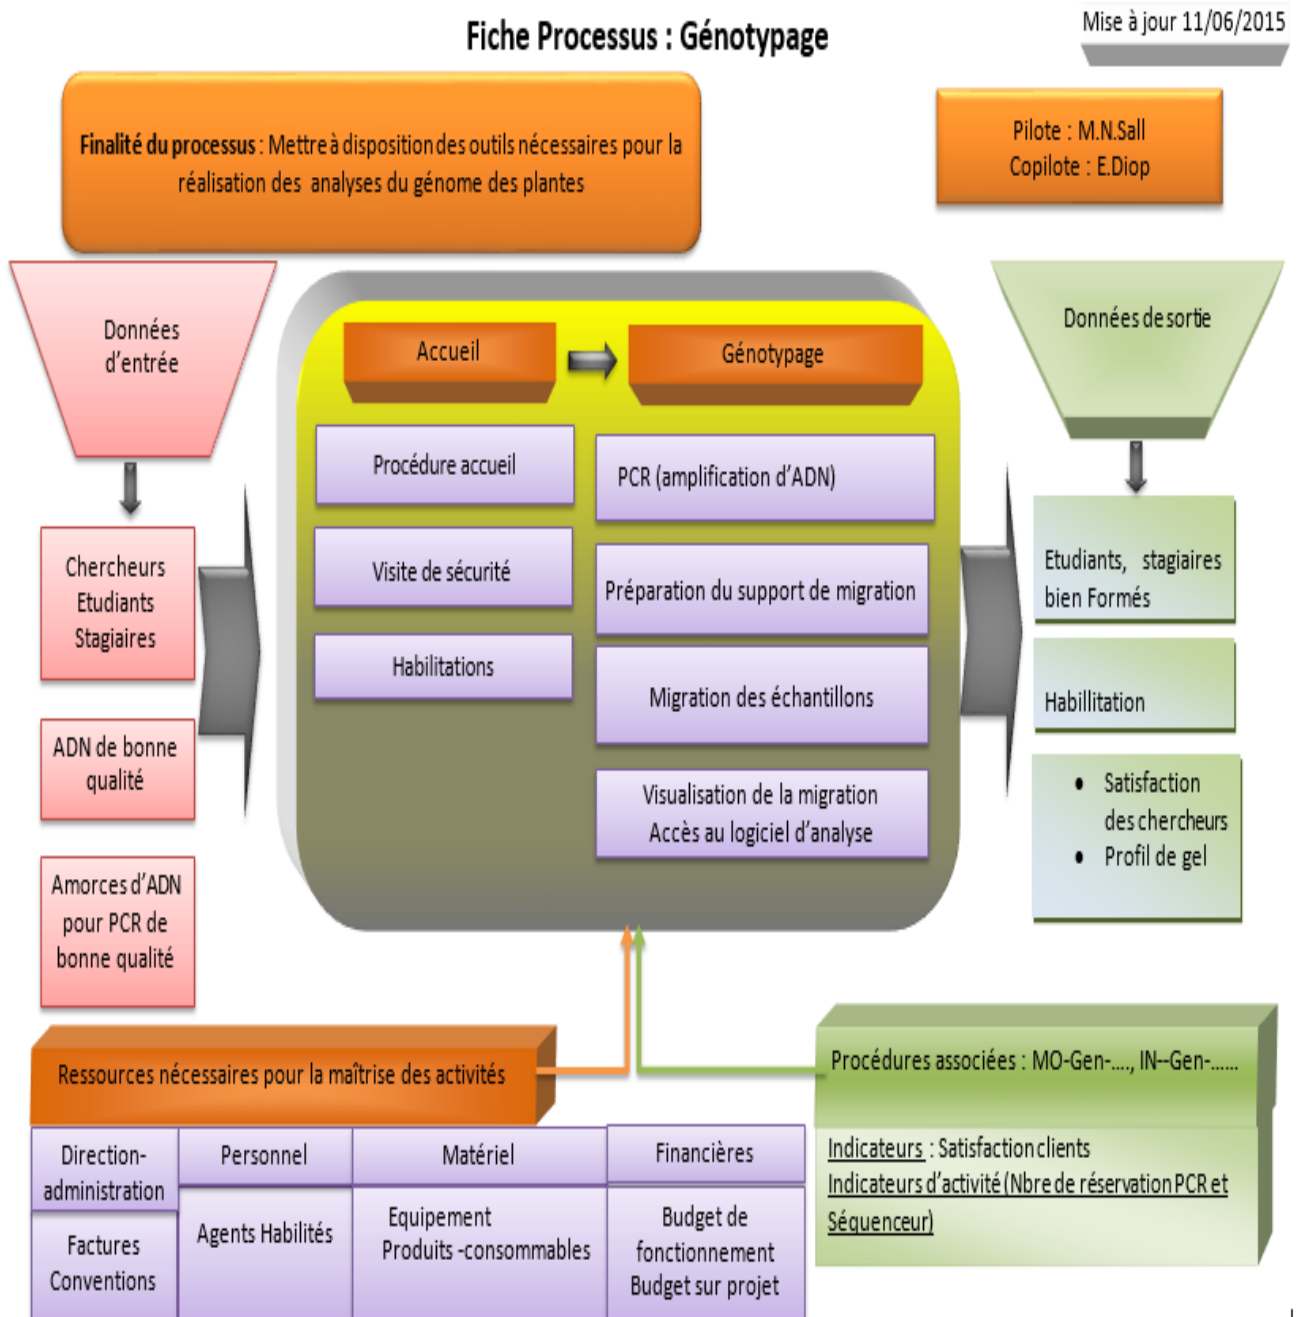 Fiche Processus : Génotypage
Mise à jour 11/06/2015
Finalité du processus : Mettre à disposition des outils nécessaires pour la
réalisation des analyses du génome des plantes
Pilote : M.N.Sall
Copilote : E.Diop
Données
d'entrée
Chercheurs
Etudiants
Stagiaires
ADN de bonne
qualité
Amorces d'ADN
pour PCR de
bonne qualité
Accueil
Procédure accueil
Visite de sécurité
Habilitations
Génotypage
PCR (amplification d'ADN)
Préparation du support de migration
Migration des échantillons
Visualisation de la migration
Accès au logiciel d'analyse
Données de sortie
Etudiants, stagiaires
bien Formés
Habillitation
• Satisfaction
des chercheurs
• Profil de gel
Ressources nécessaires pour la maîtrise des activités
Direction-
administration
Factures
Conventions
Personnel
Agents Habilités
Matériel
Equipement
Produits -consommables
Financières
Budget de
fonctionnement
Budget sur projet
Procédures associées : MO-Gen-...., IN--Gen-......
Indicateurs : Satisfaction clients
Indicateurs d'activité (Nbre de réservation PCR et
Séquenceur)